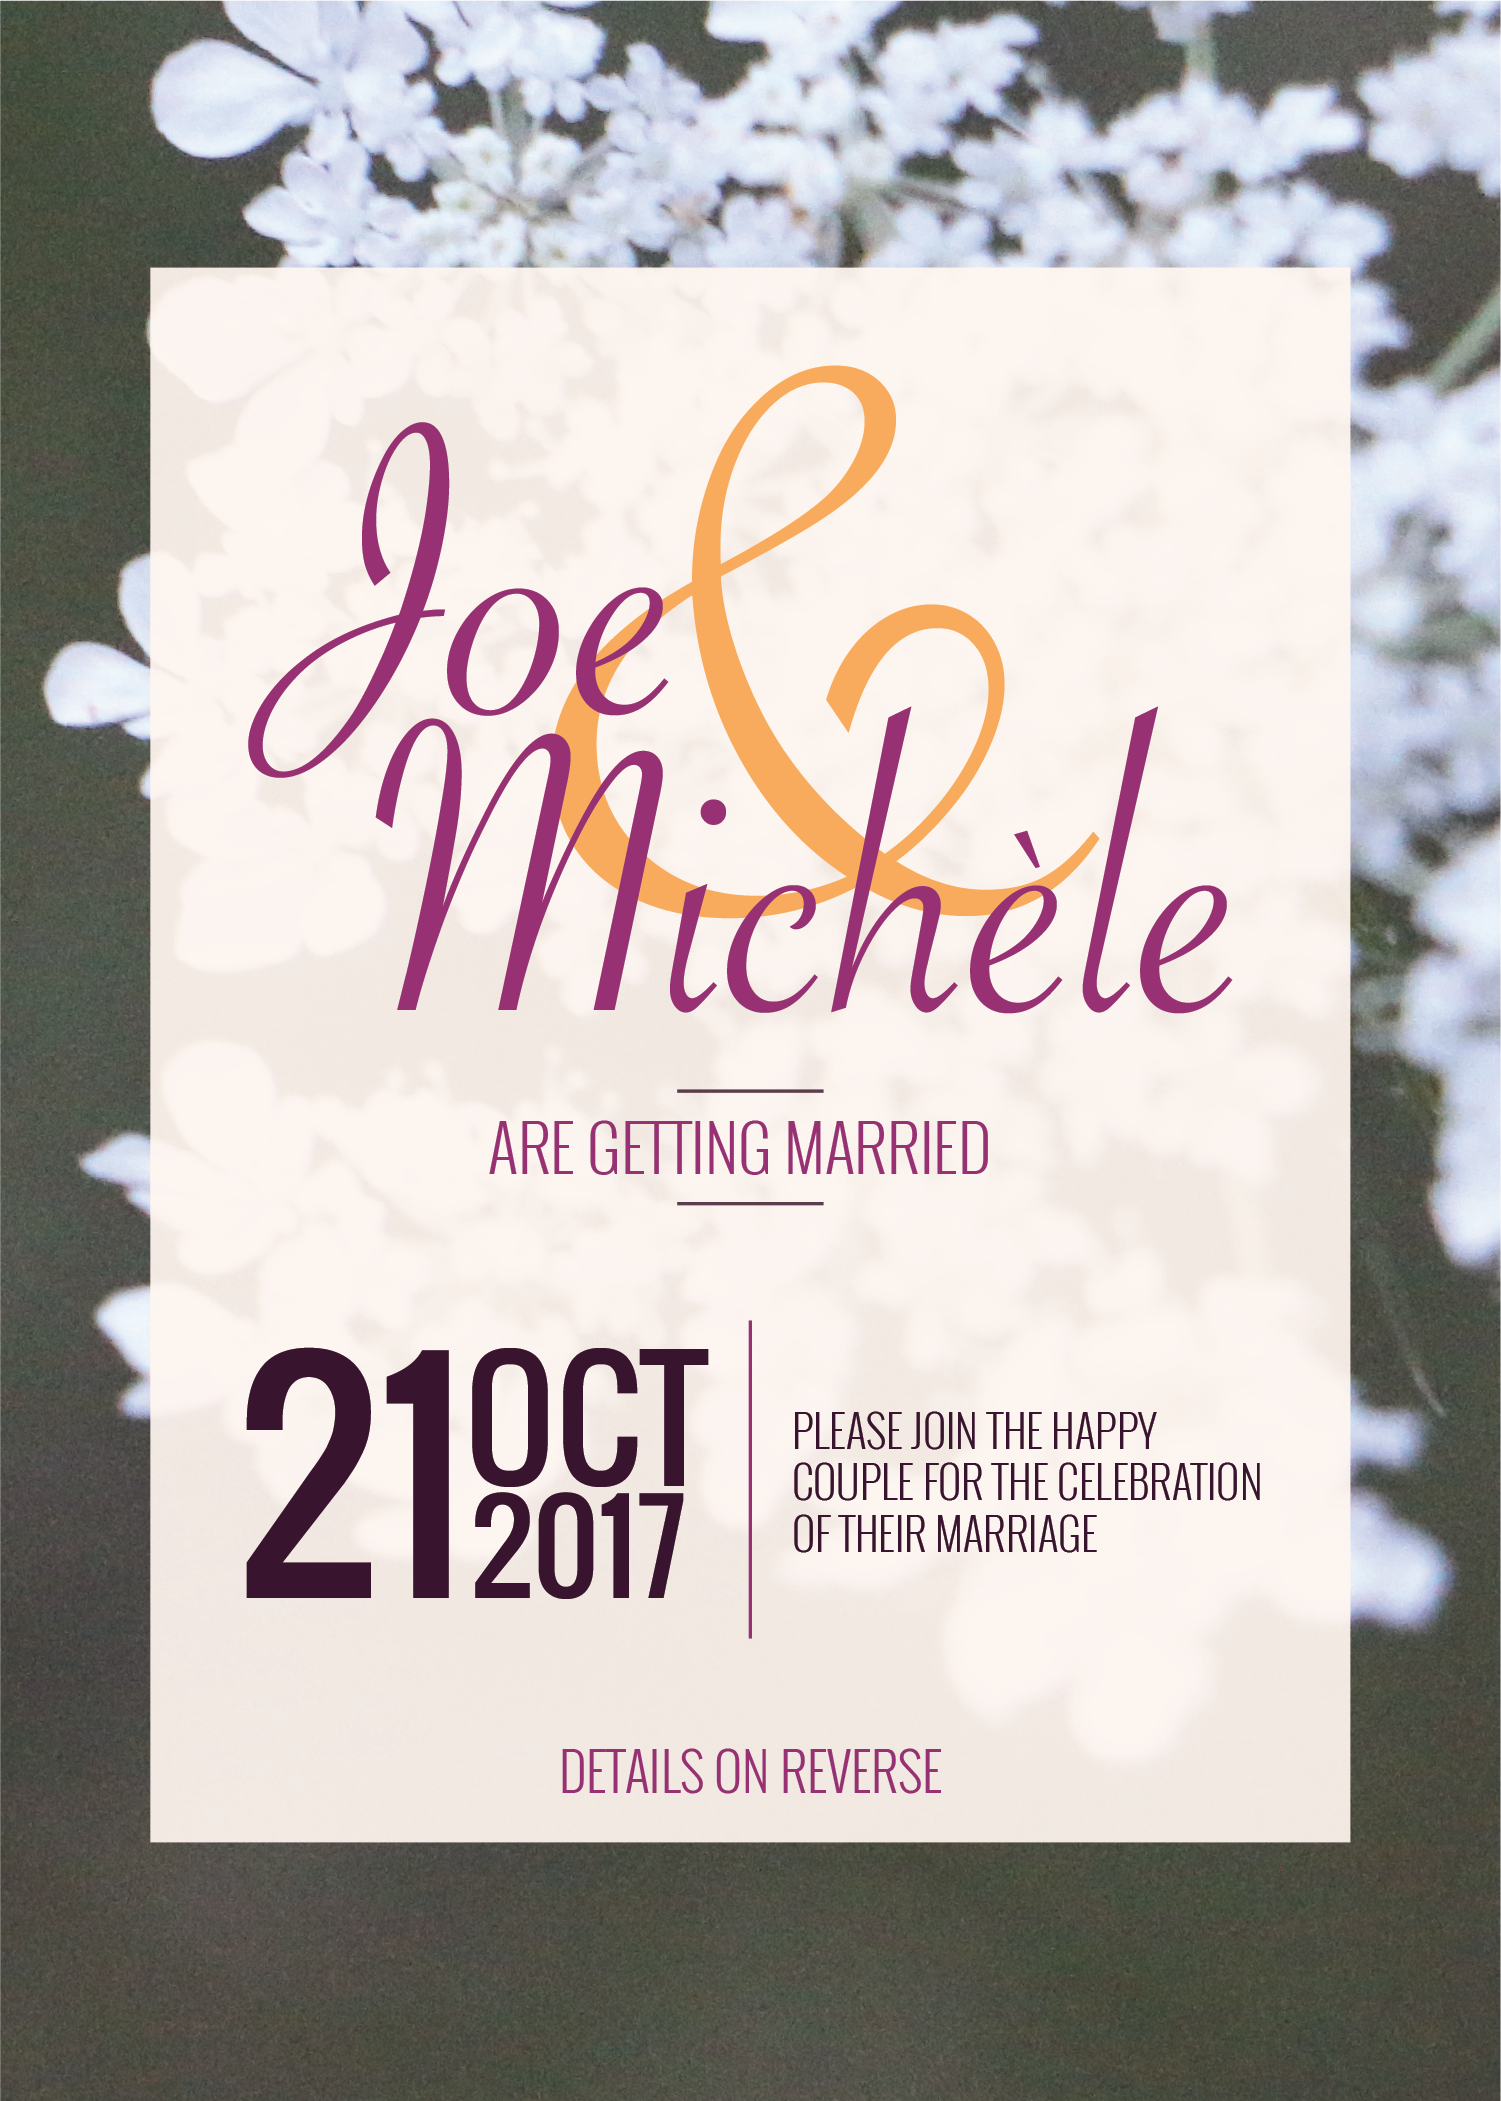 Joe
&
Michèle
ARE GETTING MARRIED
21 OCT
2017
PLEASE JOIN THE HAPPY
COUPLE FOR THE CELEBRATION
OF THEIR MARRIAGE
DETAILS ON REVERSE